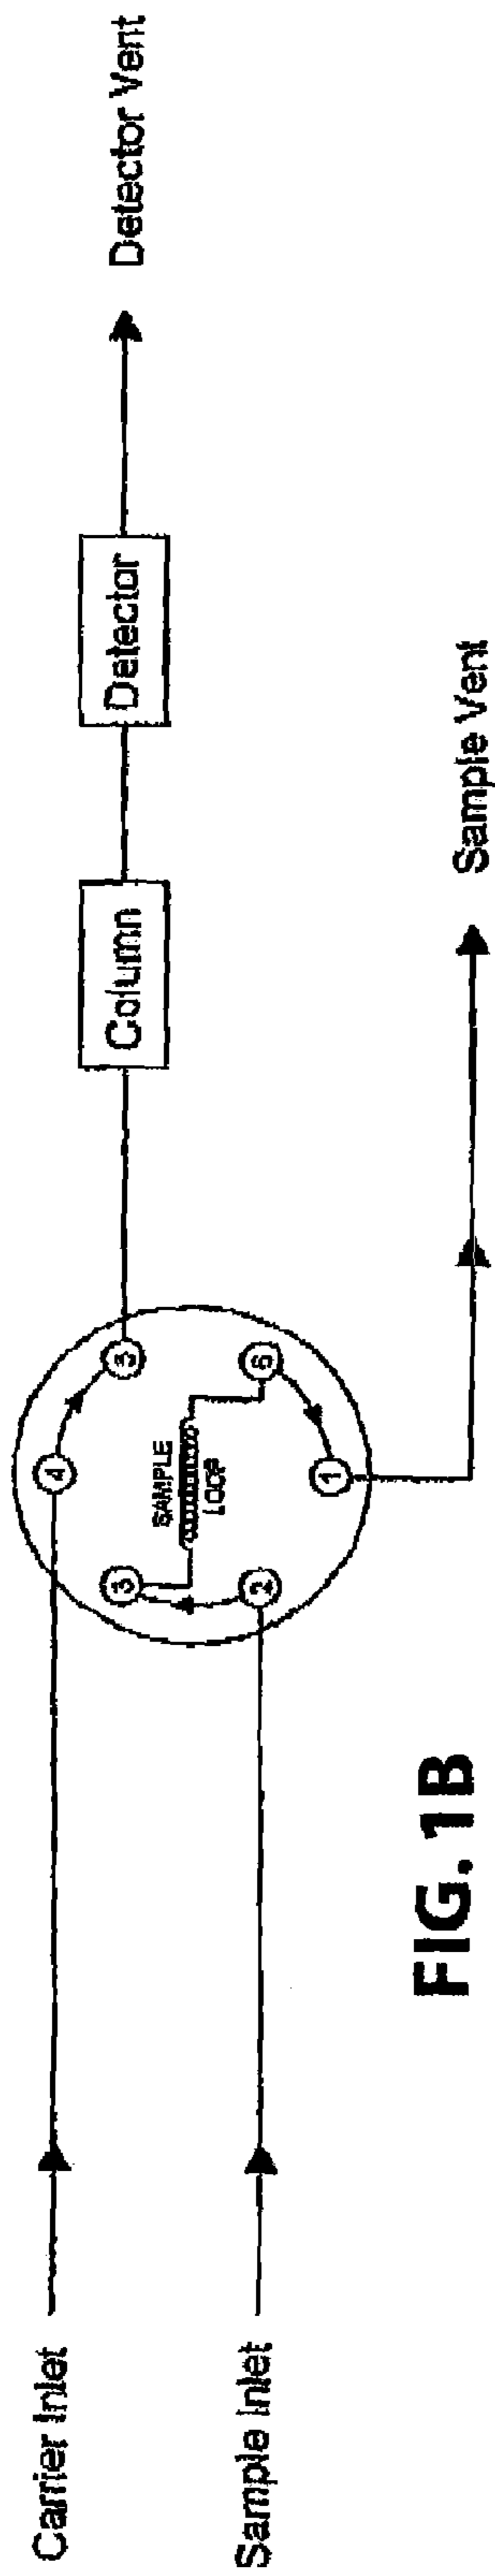 Carrier Inlet
Sample Inlet
4
3
5
SAMPLE
LOOP
2
6
1
Column
Detector
Detector Vent
Sample Vent
FIG. 1B